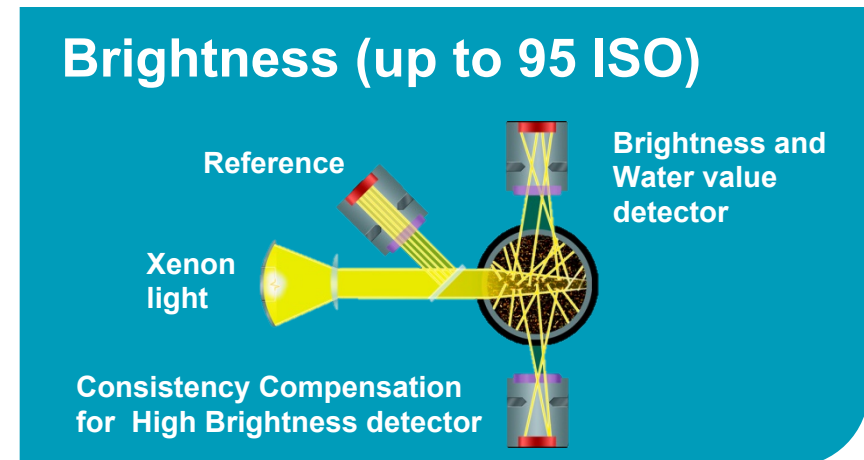 Brightness (up to 95 ISO)
Reference
Brightness and
Water value
detector
Xenon
light
Consistency Compensation
for High Brightness detector